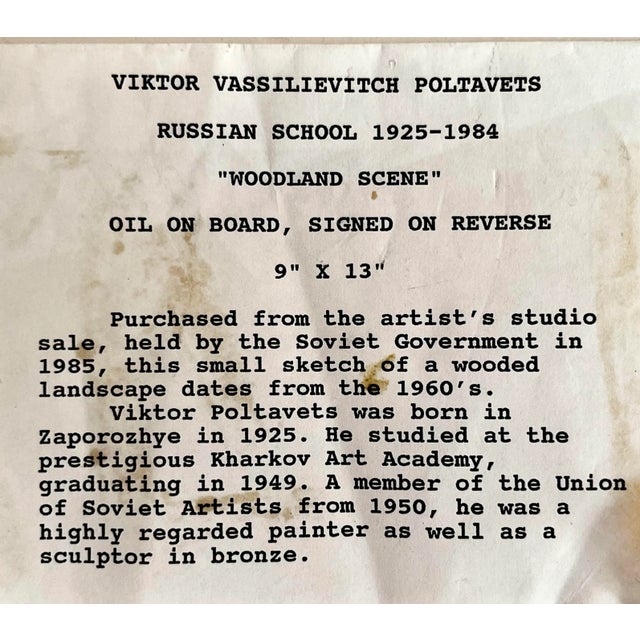 VIKTOR VASSILIEVITCH POLTAVETS
RUSSIAN SCHOOL 1925-1984
"WOODLAND SCENE"
OIL ON BOARD, SIGNED ON REVERSE
9" X 13"
Purchased from the artist's studio
sale, held by the Soviet Government in
1985, this small sketch of a wooded
landscape dates from the 1960's.
Viktor Poltavets was born in
Zaporozhye in 1925. He studied at the
prestigious Kharkov Art Academy,
graduating in 1949. A member of the Union
of Soviet Artists from 1950, he was a
highly regarded painter as well as a
sculptor in bronze.